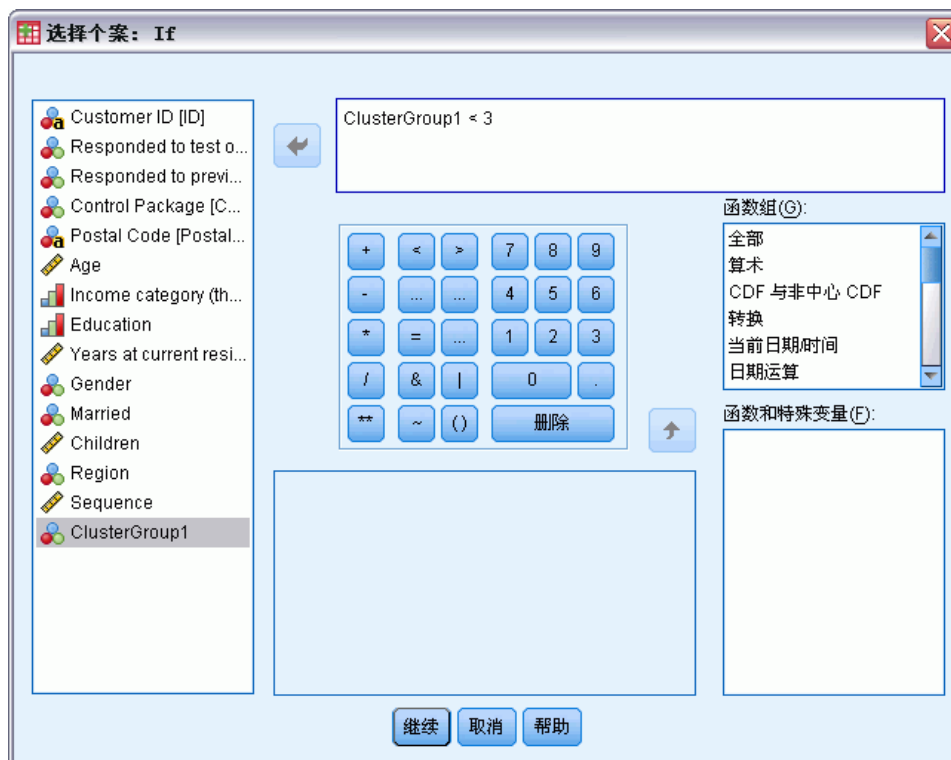 选择个案: If
Customer ID [ID]
Responded to test o...
Responded to previ...
Control Package [C...
Postal Code [Postal...
Age
Income category (th...
Education
Years at current resi...
Gender
Married
Children
Region
Sequence
ClusterGroup1
ClusterGroup1 < 3
+ < > 7 8 9
- ... ... 4 5 6
* = ... 1 2 3
/ & | 0 .
** ~ () 删除
函数组(G):
全部
算术
CDF 与非中心 CDF
转换
当前日期/时间
日期运算
函数和特殊变量(F):
继续 取消 帮助